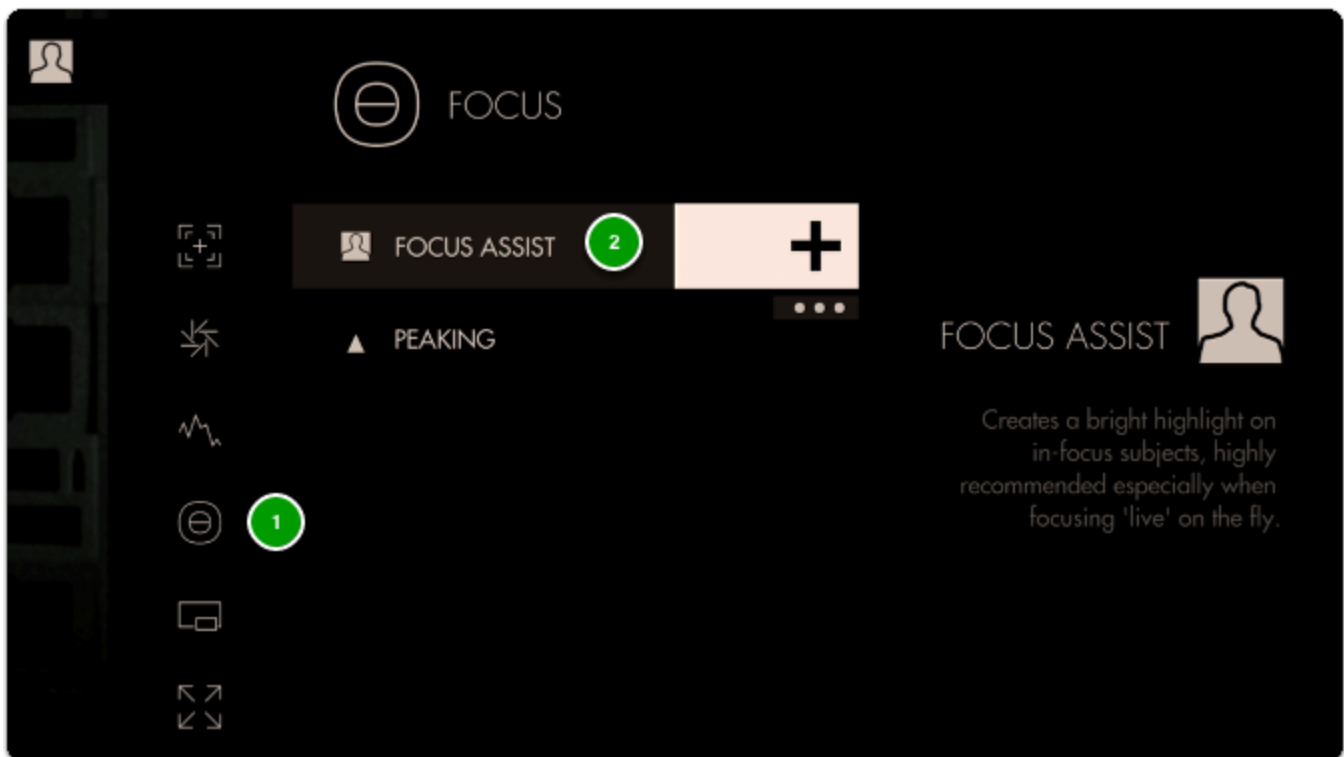 FOCUS
FOCUS ASSIST
2
PEAKING
FOCUS ASSIST
Creates a bright highlight on
in-focus subjects, highly
recommended especially when
focusing 'live' on the fly.
1